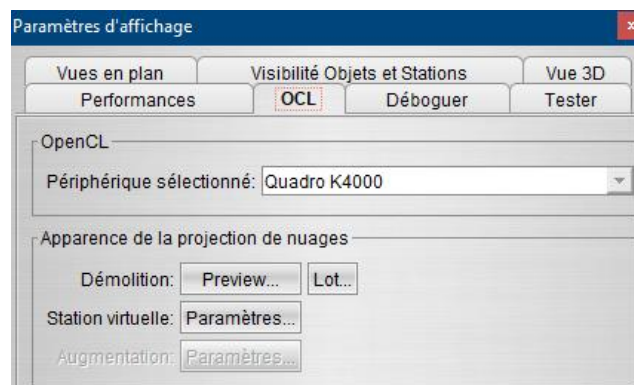 Paramètres d'affichage
Vues en plan Visibilité Objets et Stations Vue 3D
Performances OCL Déboguer Tester
OpenCL
Périphérique sélectionné: Quadro K4000
Apparence de la projection de nuages
Démolition: Preview... Lot...
Station virtuelle: Paramètres...
Augmentation: Paramètres...